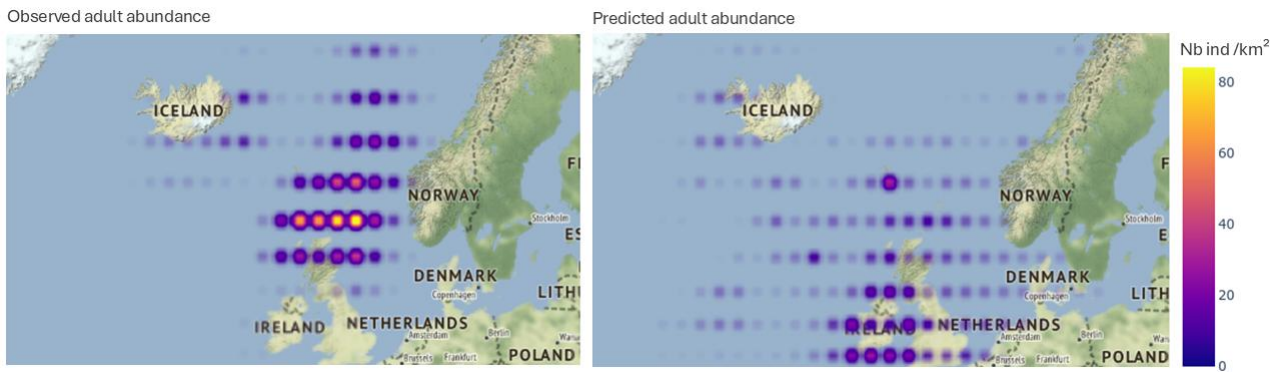 Observed adult abundance
ICELAND
NORWAY
Stockholm
ES
F
DENMARK
Copenhagen
LITH
IRELAND
NETHERLANDS
Amsterdam
Berlin
Brussels
Frankfurt
POLAND
Predicted adult abundance
ICELAND
NORWAY
Stockholm
E
F
DENMARK
Copenhagen
LITH
IRELAND
NETHERLANDS
Amsterdam
Berlin
Brussels
Frankfurt
POLAND
Nb ind /km²
80
60
40
20
0